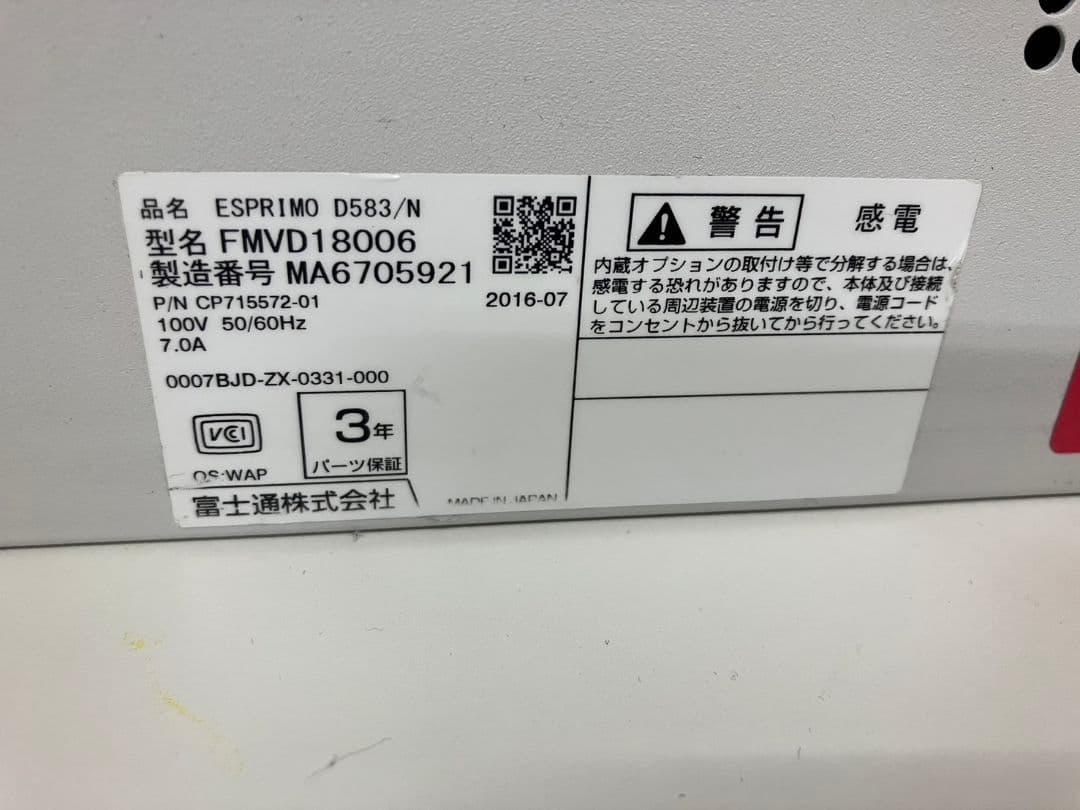 品名 ESPRIMO D583/N
型名 FMVD18006
製造番号 MA6705921
P/N CP715572-01
2016-07
100V 50/60Hz
7.0A
0007BJD-ZX-0331-000
VCCI
OS:WAP
3年
パーツ保証
富士通株式会社
MADE IN JAPAN
警告
感電
内蔵オプションの取付け等で分解する場合は、
感電する恐れがありますので、本体及び接続
している周辺装置の電源を切り、電源コード
をコンセントから抜いてから行ってください。